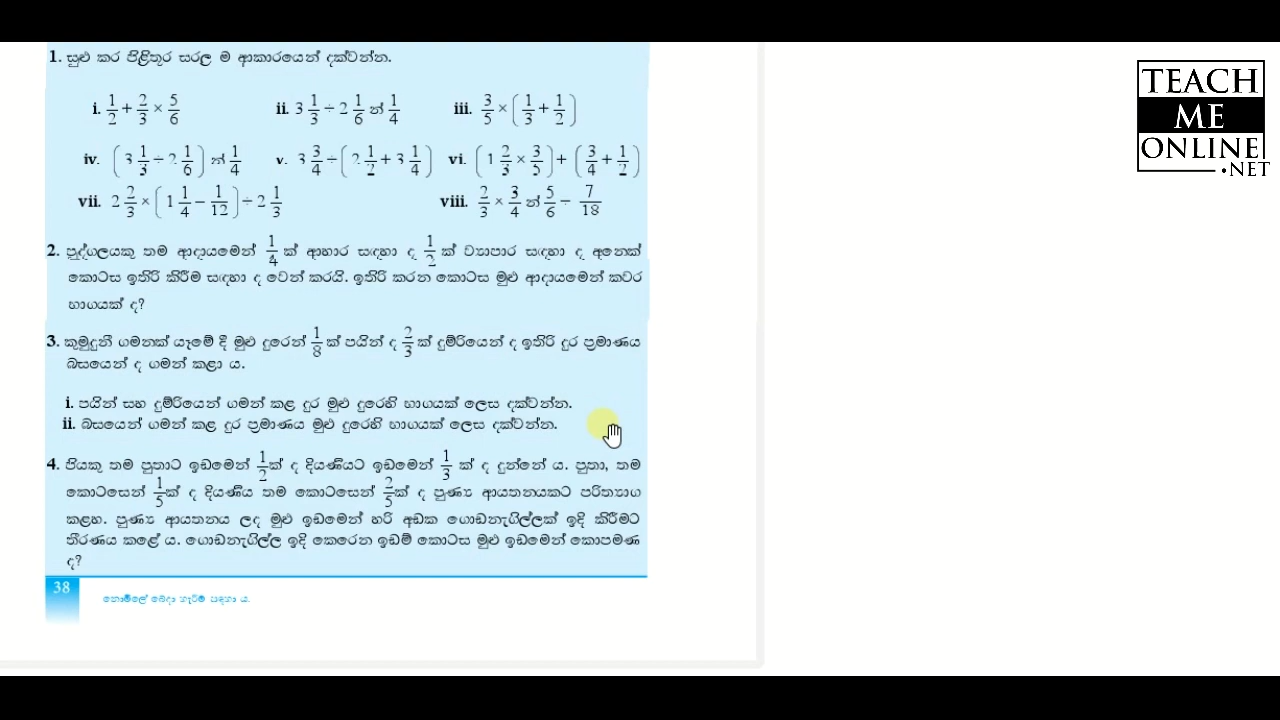 TEACH
ME
ONLINE
.NET
1. සුළු කර පිළිතුර සරල ම ආකාරයෙන් දක්වන්න.
i. 1/2 + 2/3 × 5/6 ii. 3 1/3 ÷ 2 1/6 න් 1/4 iii. 3/5 × (1/3 + 1/2)
iv. (3 1/3 ÷ 2 1/6) න් 1/4 v. 3 3/4 ÷ (2 1/2 + 3 1/4) vi. (1 2/3 × 3/5) + (3/4 + 1/2)
vii. 2 2/3 × (1 1/4 − 1/12) ÷ 2 1/3 viii. 2/3 × 3/4 න් 5/6 ÷ 7/18
2. පුද්ගලයකු තම ආදායමෙන් 1/4 ක් ආහාර සඳහා ද 1/2 ක් ව්‍යාපාර සඳහා ද අනෙක්
කොටස ඉතිරි කිරීම සඳහා ද වෙන් කරයි. ඉතිරි කරන කොටස මුළු ආදායමෙන් කවර
භාගයක් ද?
3. කුමුදුනී ගමනක් යෑමේ දී මුළු දුරෙන් 1/8 ක් පයින් ද 2/3 ක් දුම්රියෙන් ද ඉතිරි දුර ප්‍රමාණය
බසයෙන් ද ගමන් කළා ය.
i. පයින් සහ දුම්රියෙන් ගමන් කළ දුර මුළු දුරෙහි භාගයක් ලෙස දක්වන්න.
ii. බසයෙන් ගමන් කළ දුර ප්‍රමාණය මුළු දුරෙහි භාගයක් ලෙස දක්වන්න.
4. පියකු තම පුතාට ඉඩමෙන් 1/2 ක් ද දියණියට ඉඩමෙන් 1/3 ක් ද දුන්නේ ය. පුතා, තම
කොටසෙන් 1/5 ක් ද දියණිය තම කොටසෙන් 2/5 ක් ද පුණ්‍ය ආයතනයකට පරිත්‍යාග
කළහ. පුණ්‍ය ආයතනය ලද මුළු ඉඩමෙන් හරි අඩක ගොඩනැගිල්ලක් ඉදි කිරීමට
තීරණය කළේ ය. ගොඩනැගිල්ල ඉදි කෙරෙන ඉඩම් කොටස මුළු ඉඩමෙන් කොපමණ
ද?
38
නොමිලේ බෙදා හැරීම සඳහා ය.